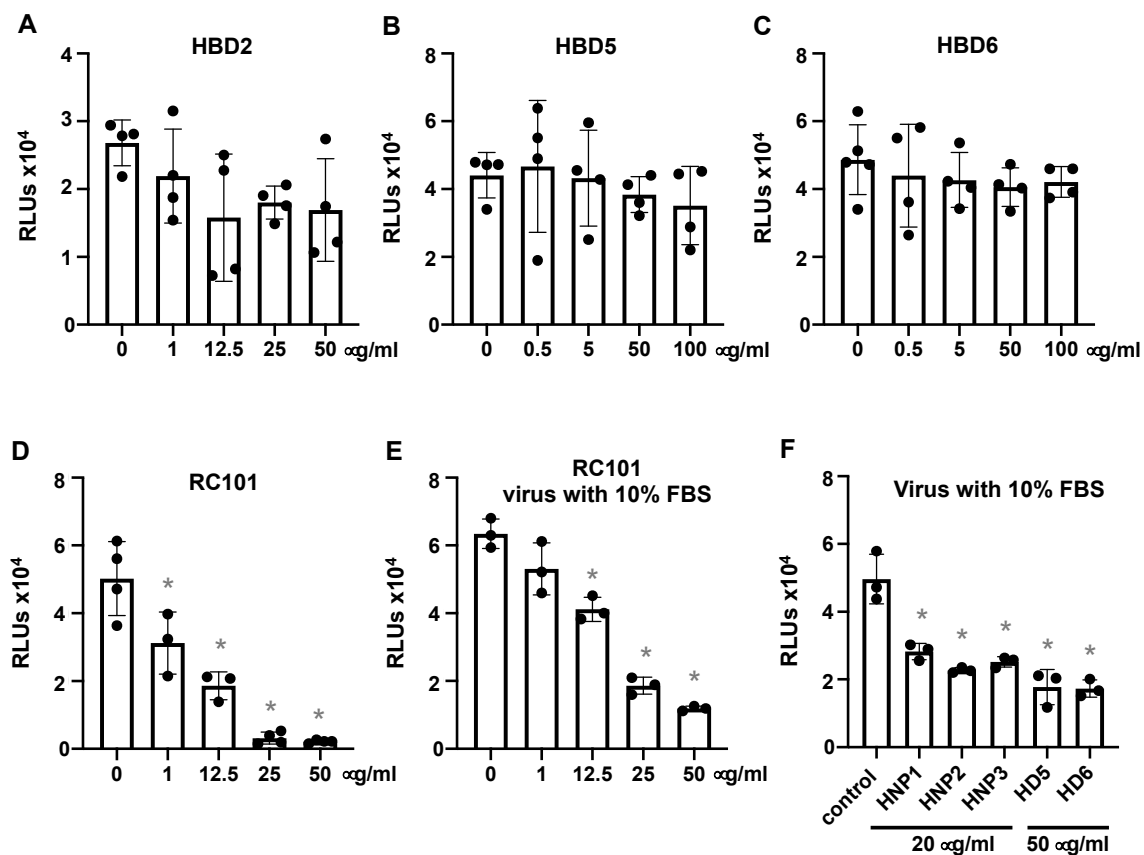 A
HBD2
RLUs x10⁴
4
3
2
1
0
0 1 12.5 25 50 ∝g/ml
B
HBD5
RLUs x10⁴
8
6
4
2
0
0 0.5 5 50 100 ∝g/ml
C
HBD6
RLUs x10⁴
8
6
4
2
0
0 0.5 5 50 100 ∝g/ml
D
RC101
RLUs x10⁴
8
6
4
2
0
* * * *
0 1 12.5 25 50 ∝g/ml
E
RC101
virus with 10% FBS
RLUs x10⁴
8
6
4
2
0
* * *
0 1 12.5 25 50 ∝g/ml
F
Virus with 10% FBS
RLUs x10⁴
8
6
4
2
0
* * * * *
control HNP1 HNP2 HNP3 HD5 HD6
20 ∝g/ml 50 ∝g/ml